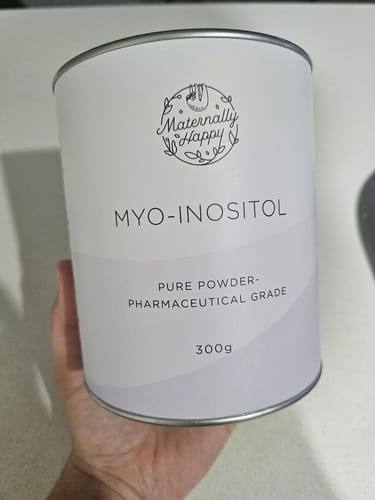 Maternally
Happy
MYO-INOSITOL
PURE POWDER-
PHARMACEUTICAL GRADE
300g